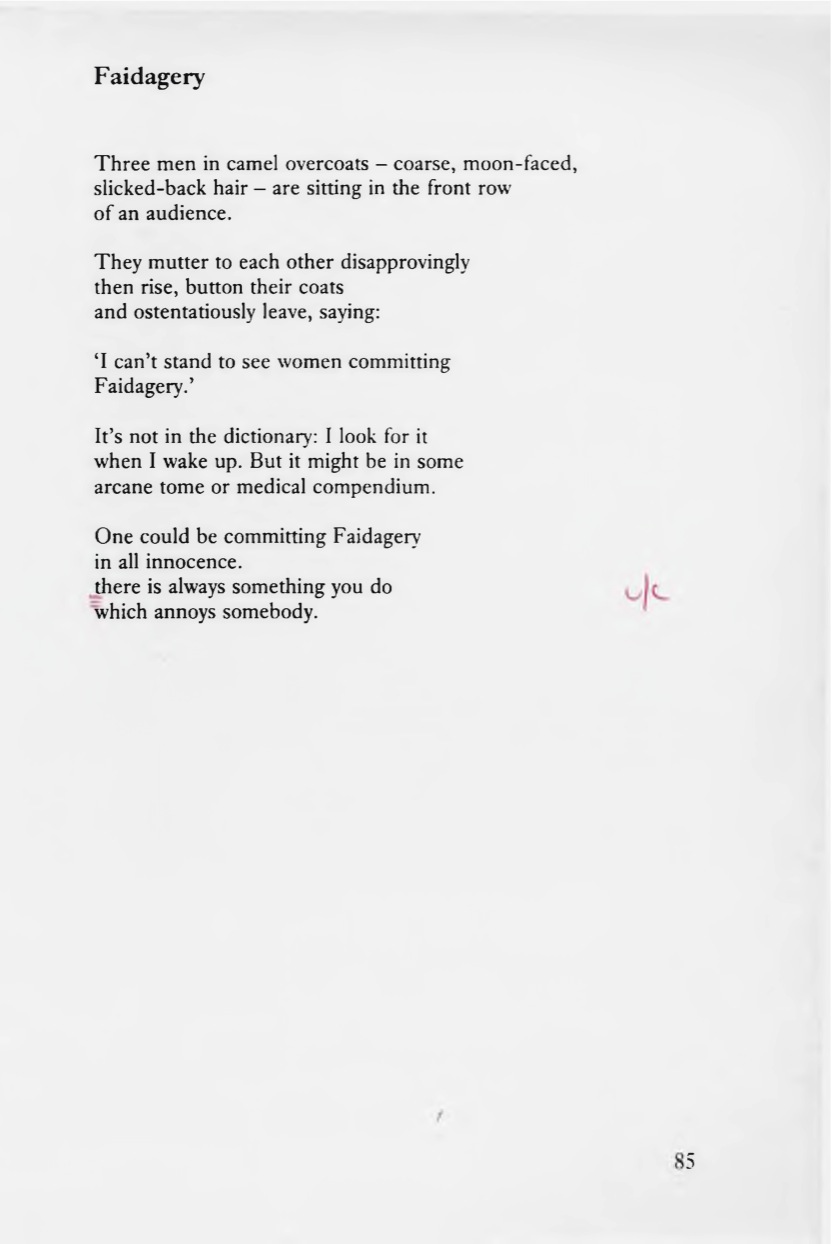 Faidagery
Three men in camel overcoats – coarse, moon-faced,
slicked-back hair – are sitting in the front row
of an audience.
They mutter to each other disapprovingly
then rise, button their coats
and ostentatiously leave, saying:
‘I can’t stand to see women committing
Faidagery.’
It’s not in the dictionary: I look for it
when I wake up. But it might be in some
arcane tome or medical compendium.
One could be committing Faidagery
in all innocence.
there is always something you do
which annoys somebody.
u/c
85